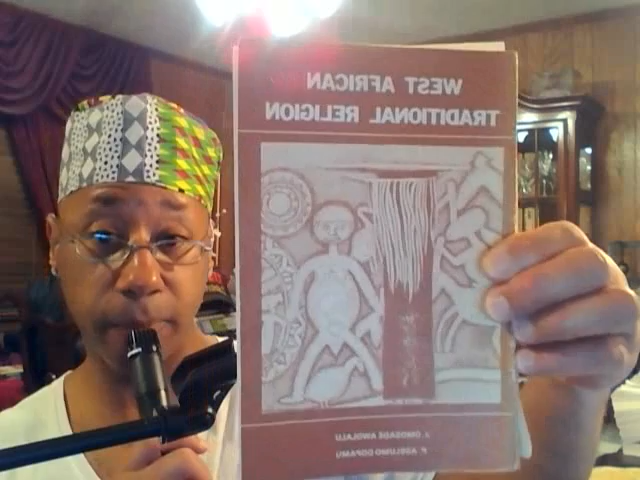 WEST AFRICAN
TRADITIONAL RELIGION
J. OMOSADE AWOLALU
P. ADELUMO DOPAMU